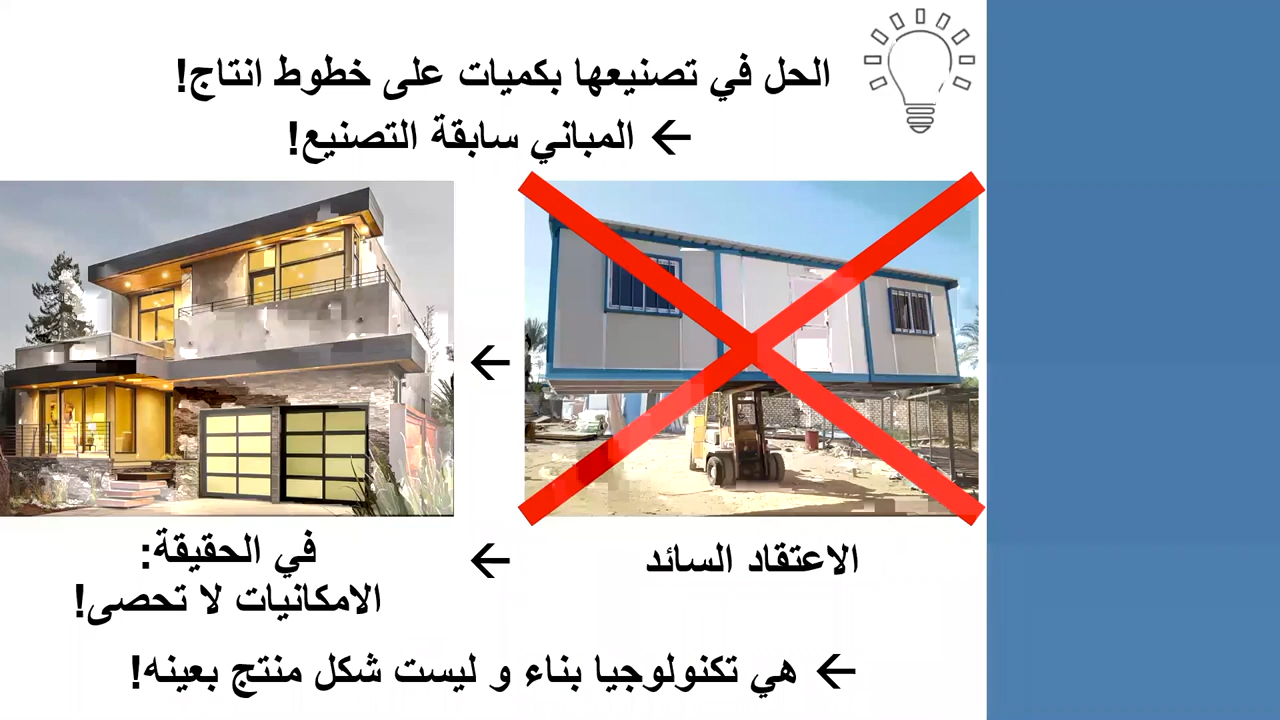 الحل في تصنيعها بكميات على خطوط انتاج!
← المباني سابقة التصنيع!
←
الاعتقاد السائد ← في الحقيقة:
الامكانيات لا تحصى!
← هي تكنولوجيا بناء و ليست شكل منتج بعينه!